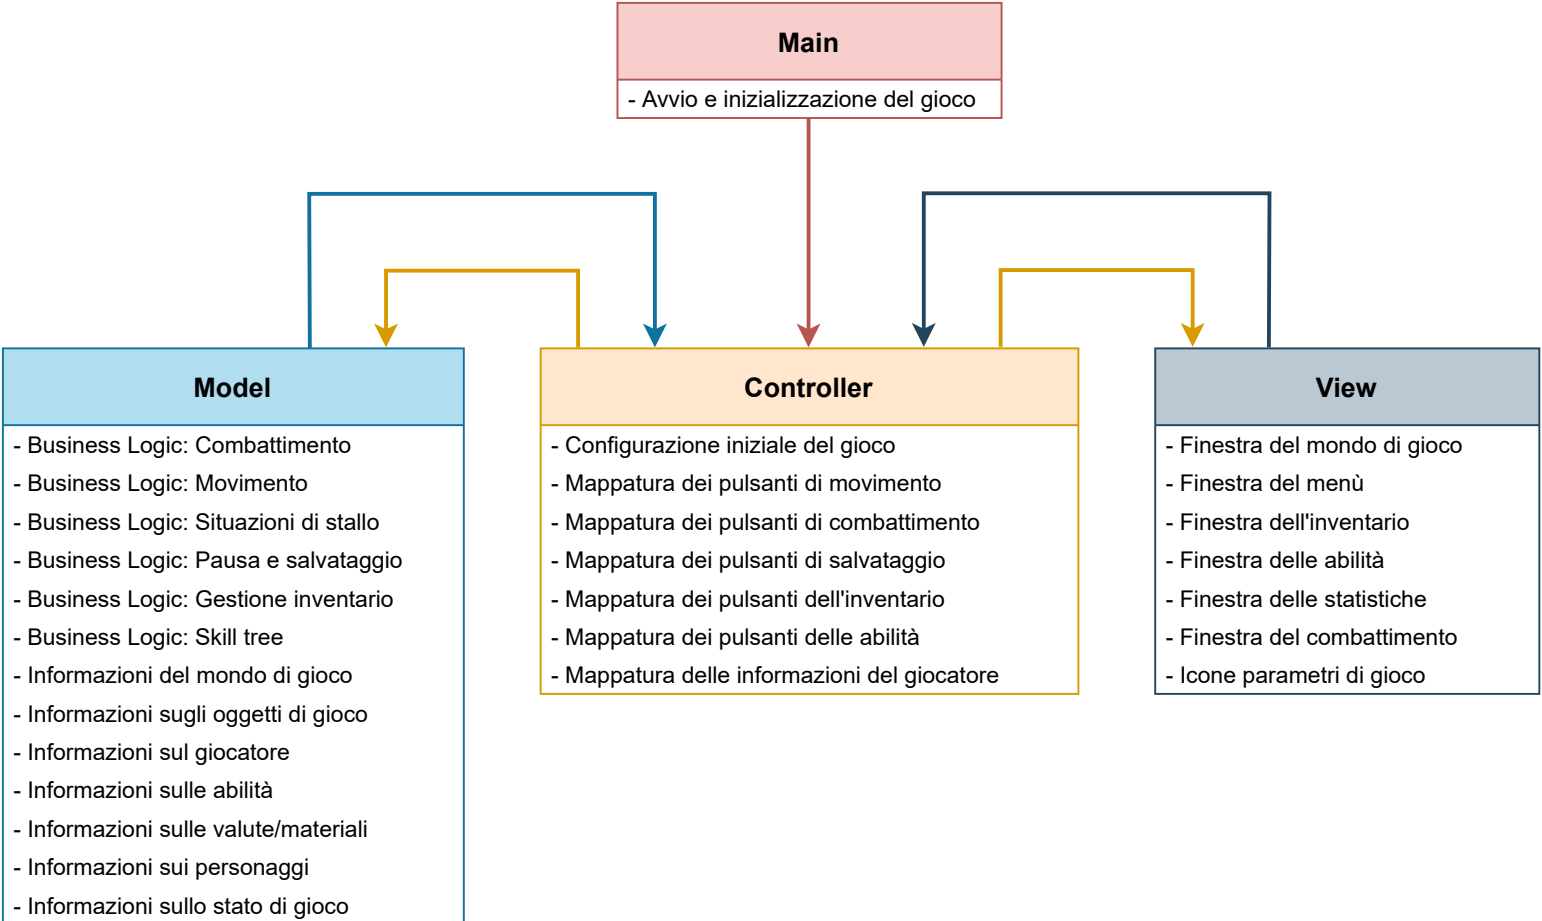 Main
- Avvio e inizializzazione del gioco
Model
- Business Logic: Combattimento
- Business Logic: Movimento
- Business Logic: Situazioni di stallo
- Business Logic: Pausa e salvataggio
- Business Logic: Gestione inventario
- Business Logic: Skill tree
- Informazioni del mondo di gioco
- Informazioni sugli oggetti di gioco
- Informazioni sul giocatore
- Informazioni sulle abilità
- Informazioni sulle valute/materiali
- Informazioni sui personaggi
- Informazioni sullo stato di gioco
Controller
- Configurazione iniziale del gioco
- Mappatura dei pulsanti di movimento
- Mappatura dei pulsanti di combattimento
- Mappatura dei pulsanti di salvataggio
- Mappatura dei pulsanti dell'inventario
- Mappatura dei pulsanti delle abilità
- Mappatura delle informazioni del giocatore
View
- Finestra del mondo di gioco
- Finestra del menù
- Finestra dell'inventario
- Finestra delle abilità
- Finestra delle statistiche
- Finestra del combattimento
- Icone parametri di gioco